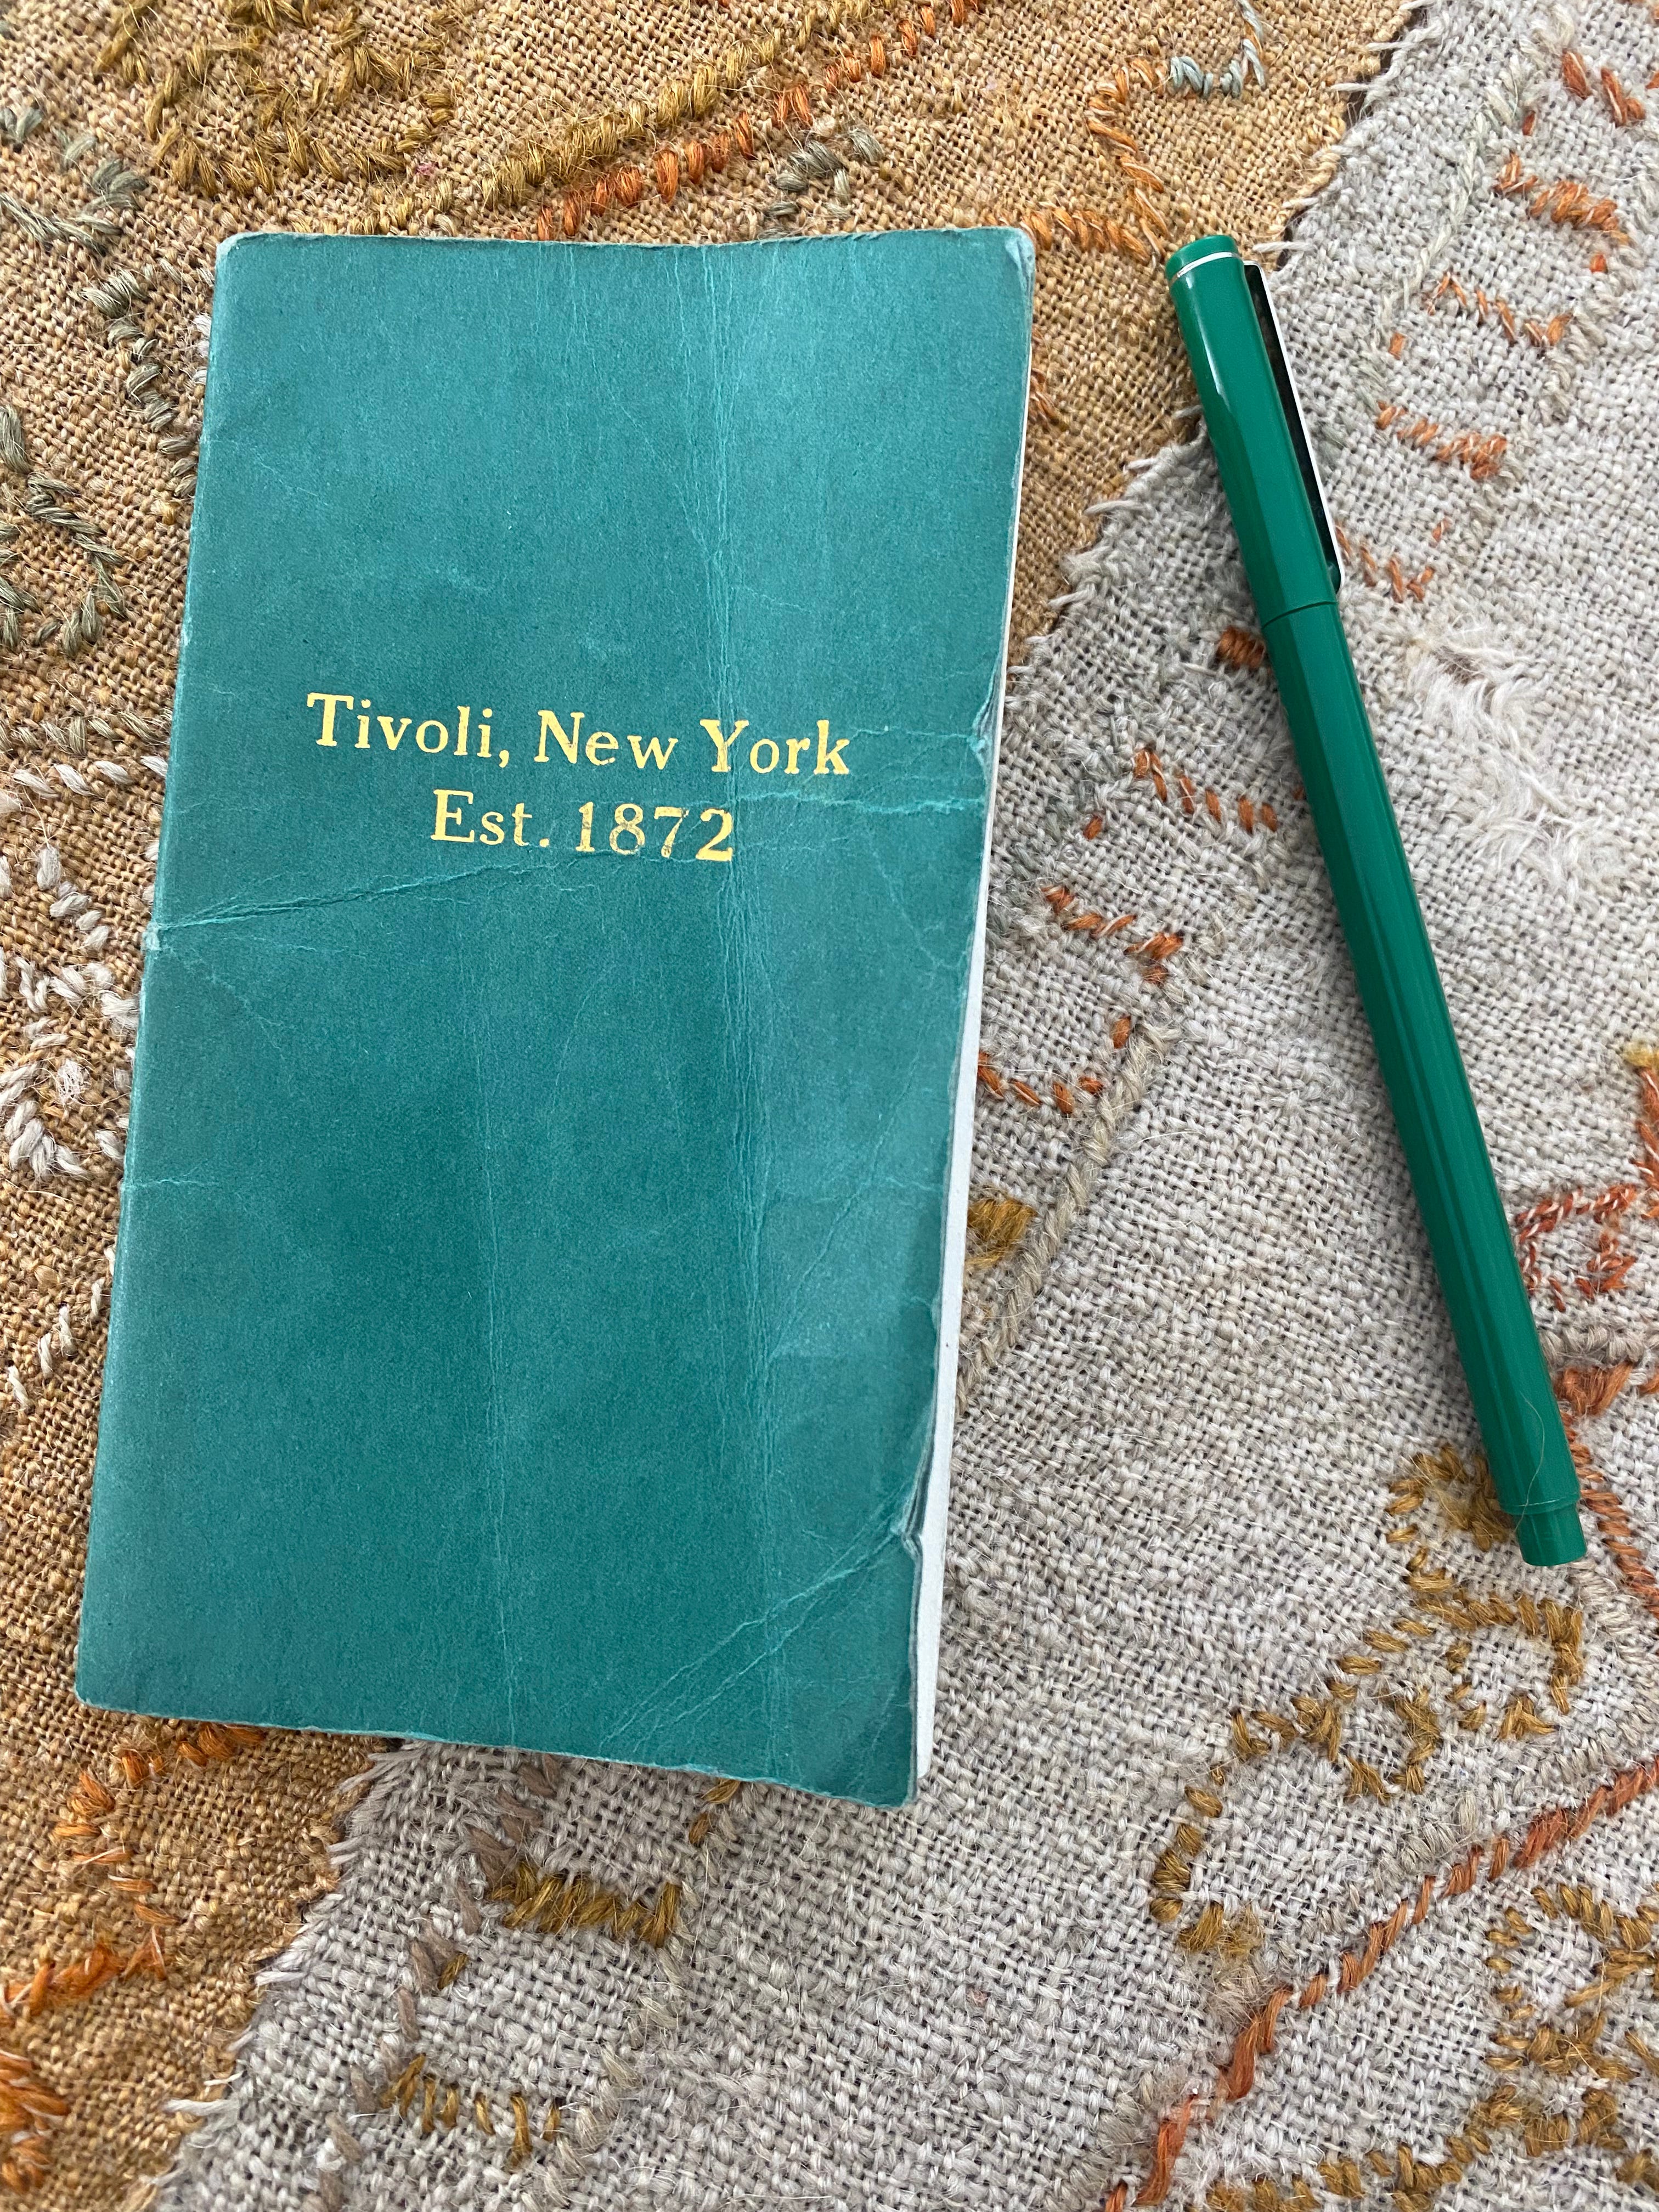 Tivoli, New York
Est. 1872